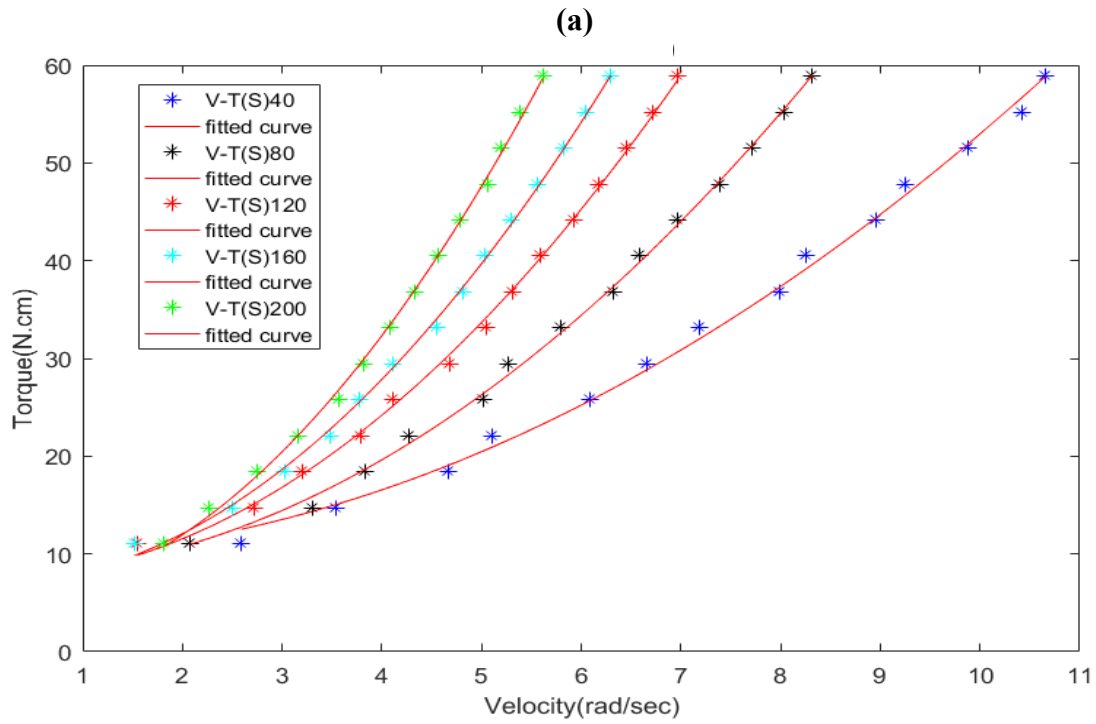 (a)
60
50
40
30
20
10
0
Torque(N.cm)
V-T(S)40
fitted curve
V-T(S)80
fitted curve
V-T(S)120
fitted curve
V-T(S)160
fitted curve
V-T(S)200
fitted curve
1 2 3 4 5 6 7 8 9 10 11
Velocity(rad/sec)